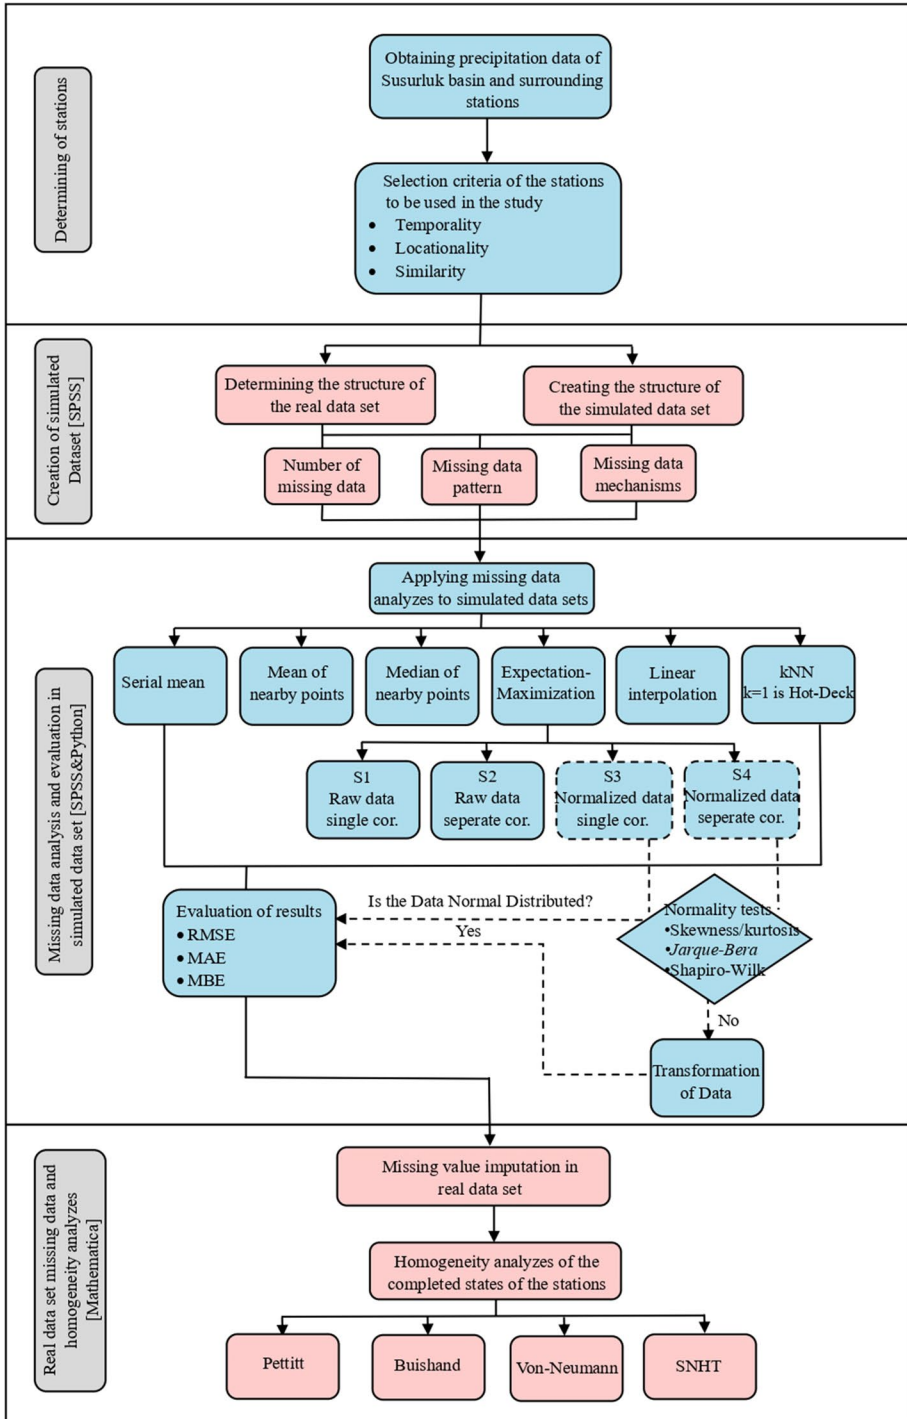 Determining of stations
Obtaining precipitation data of
Susurluk basin and surrounding
stations
Selection criteria of the stations
to be used in the study
• Temporality
• Locationality
• Similarity
Creation of simulated
Dataset [SPSS]
Determining the structure of
the real data set
Creating the structure of
the simulated data set
Number of
missing data
Missing data
pattern
Missing data
mechanisms
Missing data analysis and evaluation in
simulated data set [SPSS&Python]
Applying missing data
analyzes to simulated data sets
Serial mean
Mean of
nearby points
Median of
nearby points
Expectation-
Maximization
Linear
interpolation
kNN
k=1 is Hot-Deck
S1
Raw data
single cor.
S2
Raw data
seperate cor.
S3
Normalized data
single cor.
S4
Normalized data
seperate cor.
Evaluation of results
• RMSE
• MAE
• MBE
Is the Data Normal Distributed?
Yes
Normality tests
•Skewness/kurtosis
•Jarque-Bera
•Shapiro-Wilk
No
Transformation
of Data
Real data set missing data and
homogeneity analyzes
[Mathematica]
Missing value imputation in
real data set
Homogeneity analyzes of the
completed states of the stations
Pettitt
Buishand
Von-Neumann
SNHT